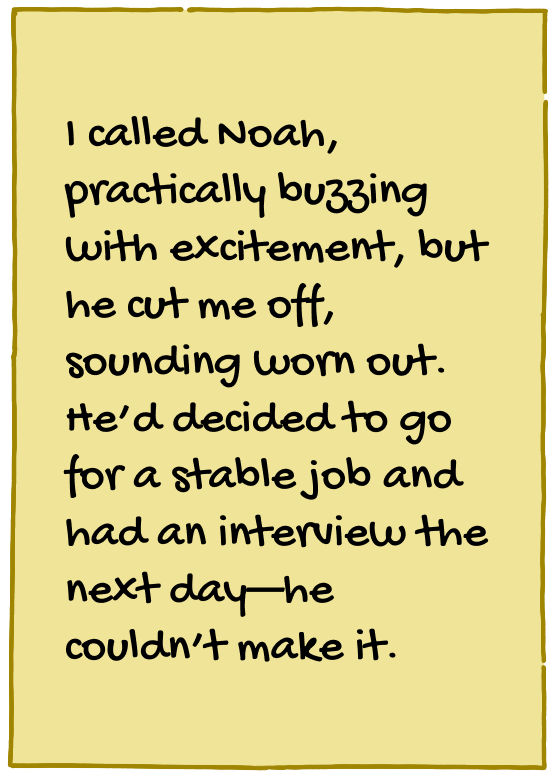 I called Noah,
practically buzzing
with excitement, but
he cut me off,
sounding worn out.
He'd decided to go
for a stable job and
had an interview the
next day—he
couldn't make it.